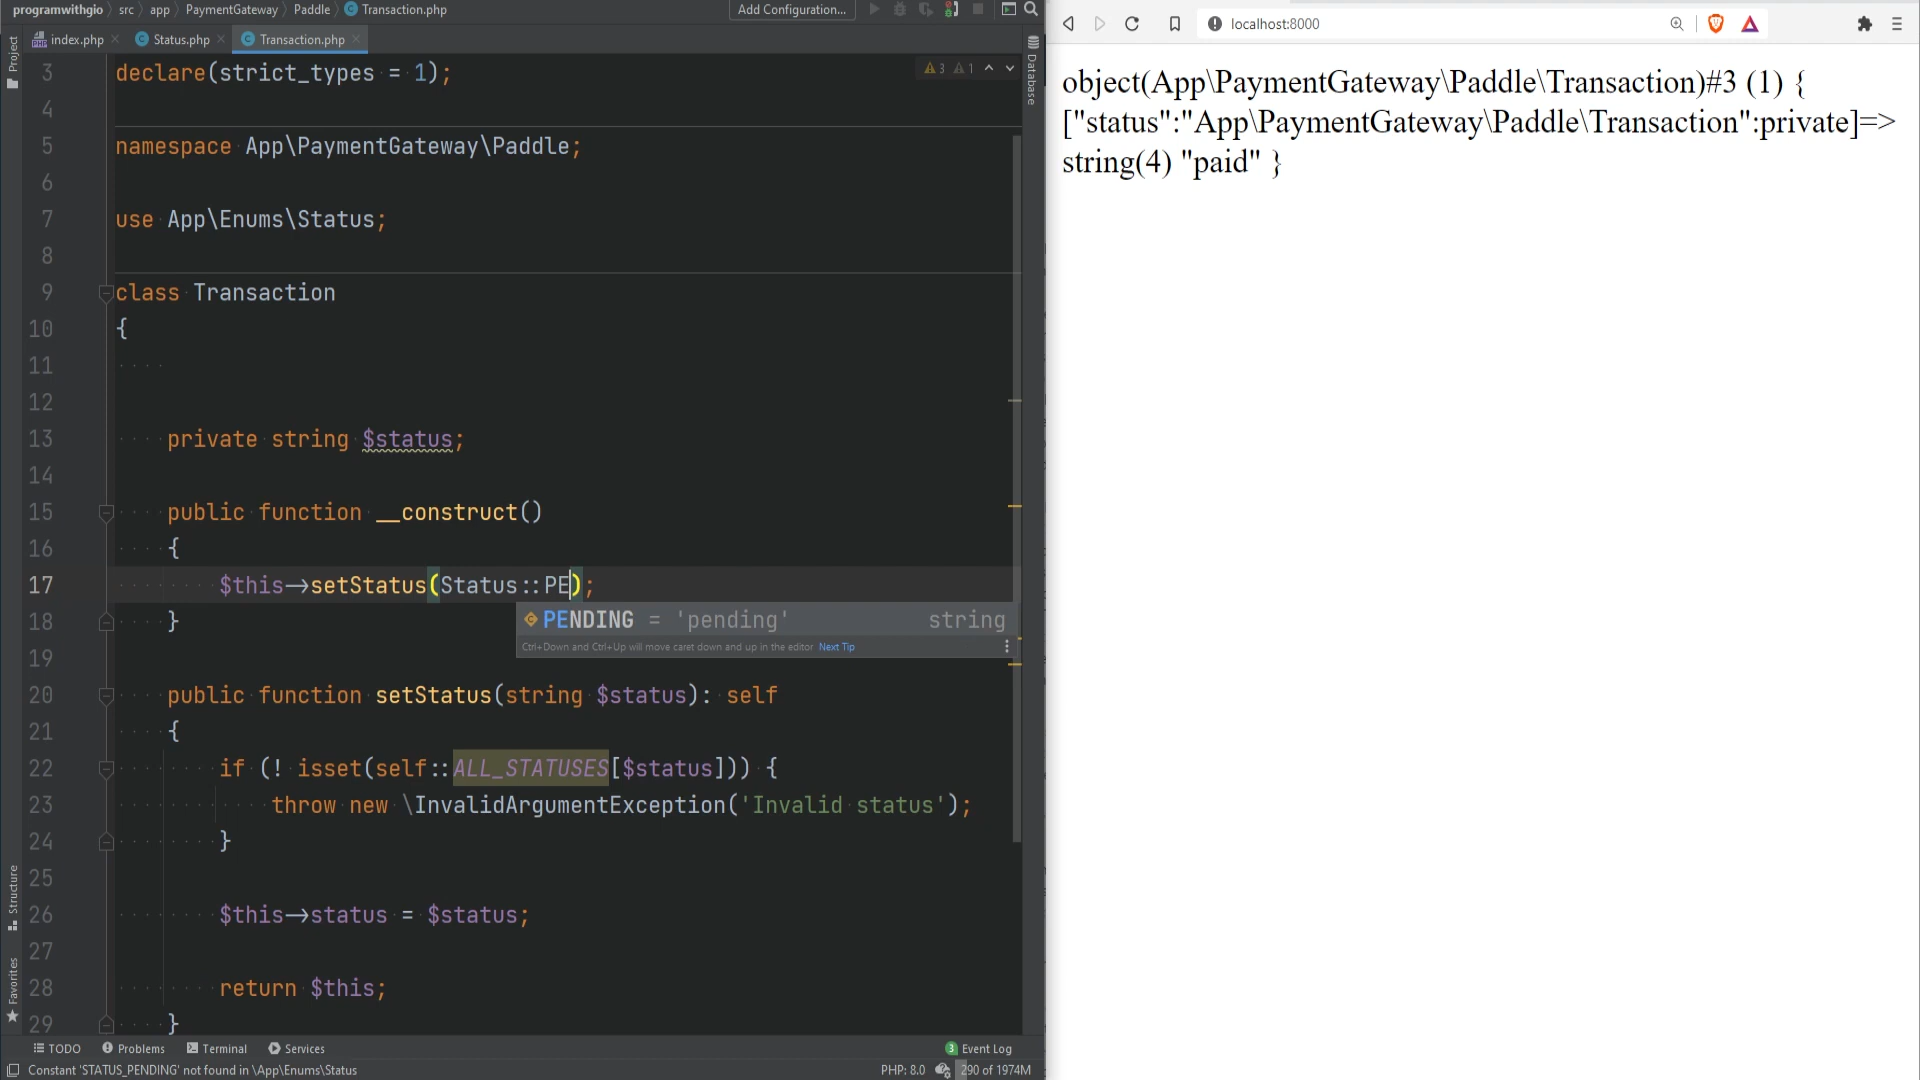 programwithgio src app PaymentGateway Paddle Transaction.php Add Configuration...
index.php Status.php Transaction.php
Project
Database
Structure
Favorites
3 declare(strict_types = 1); 3 1
4
5 namespace App\PaymentGateway\Paddle;
6
7 use App\Enums\Status;
8
9 class Transaction
10 {
11
12
13 private string $status;
14
15 public function __construct()
16 {
17 $this→setStatus(Status::PE);
PENDING = 'pending' string
Ctrl+Down and Ctrl+Up will move caret down and up in the editor Next Tip
18 }
19
20 public function setStatus(string $status): self
21 {
22 if (! isset(self::ALL_STATUSES[$status])) {
23 throw new \InvalidArgumentException('Invalid status');
24 }
25
26 $this→status = $status;
27
28 return $this;
29 }
TODO Problems Terminal Services 3 Event Log
Constant 'STATUS_PENDING' not found in \App\Enums\Status PHP: 8.0 290 of 1974M
localhost:8000
object(App\PaymentGateway\Paddle\Transaction)#3 (1) {
["status":"App\PaymentGateway\Paddle\Transaction":private]=>
string(4) "paid" }